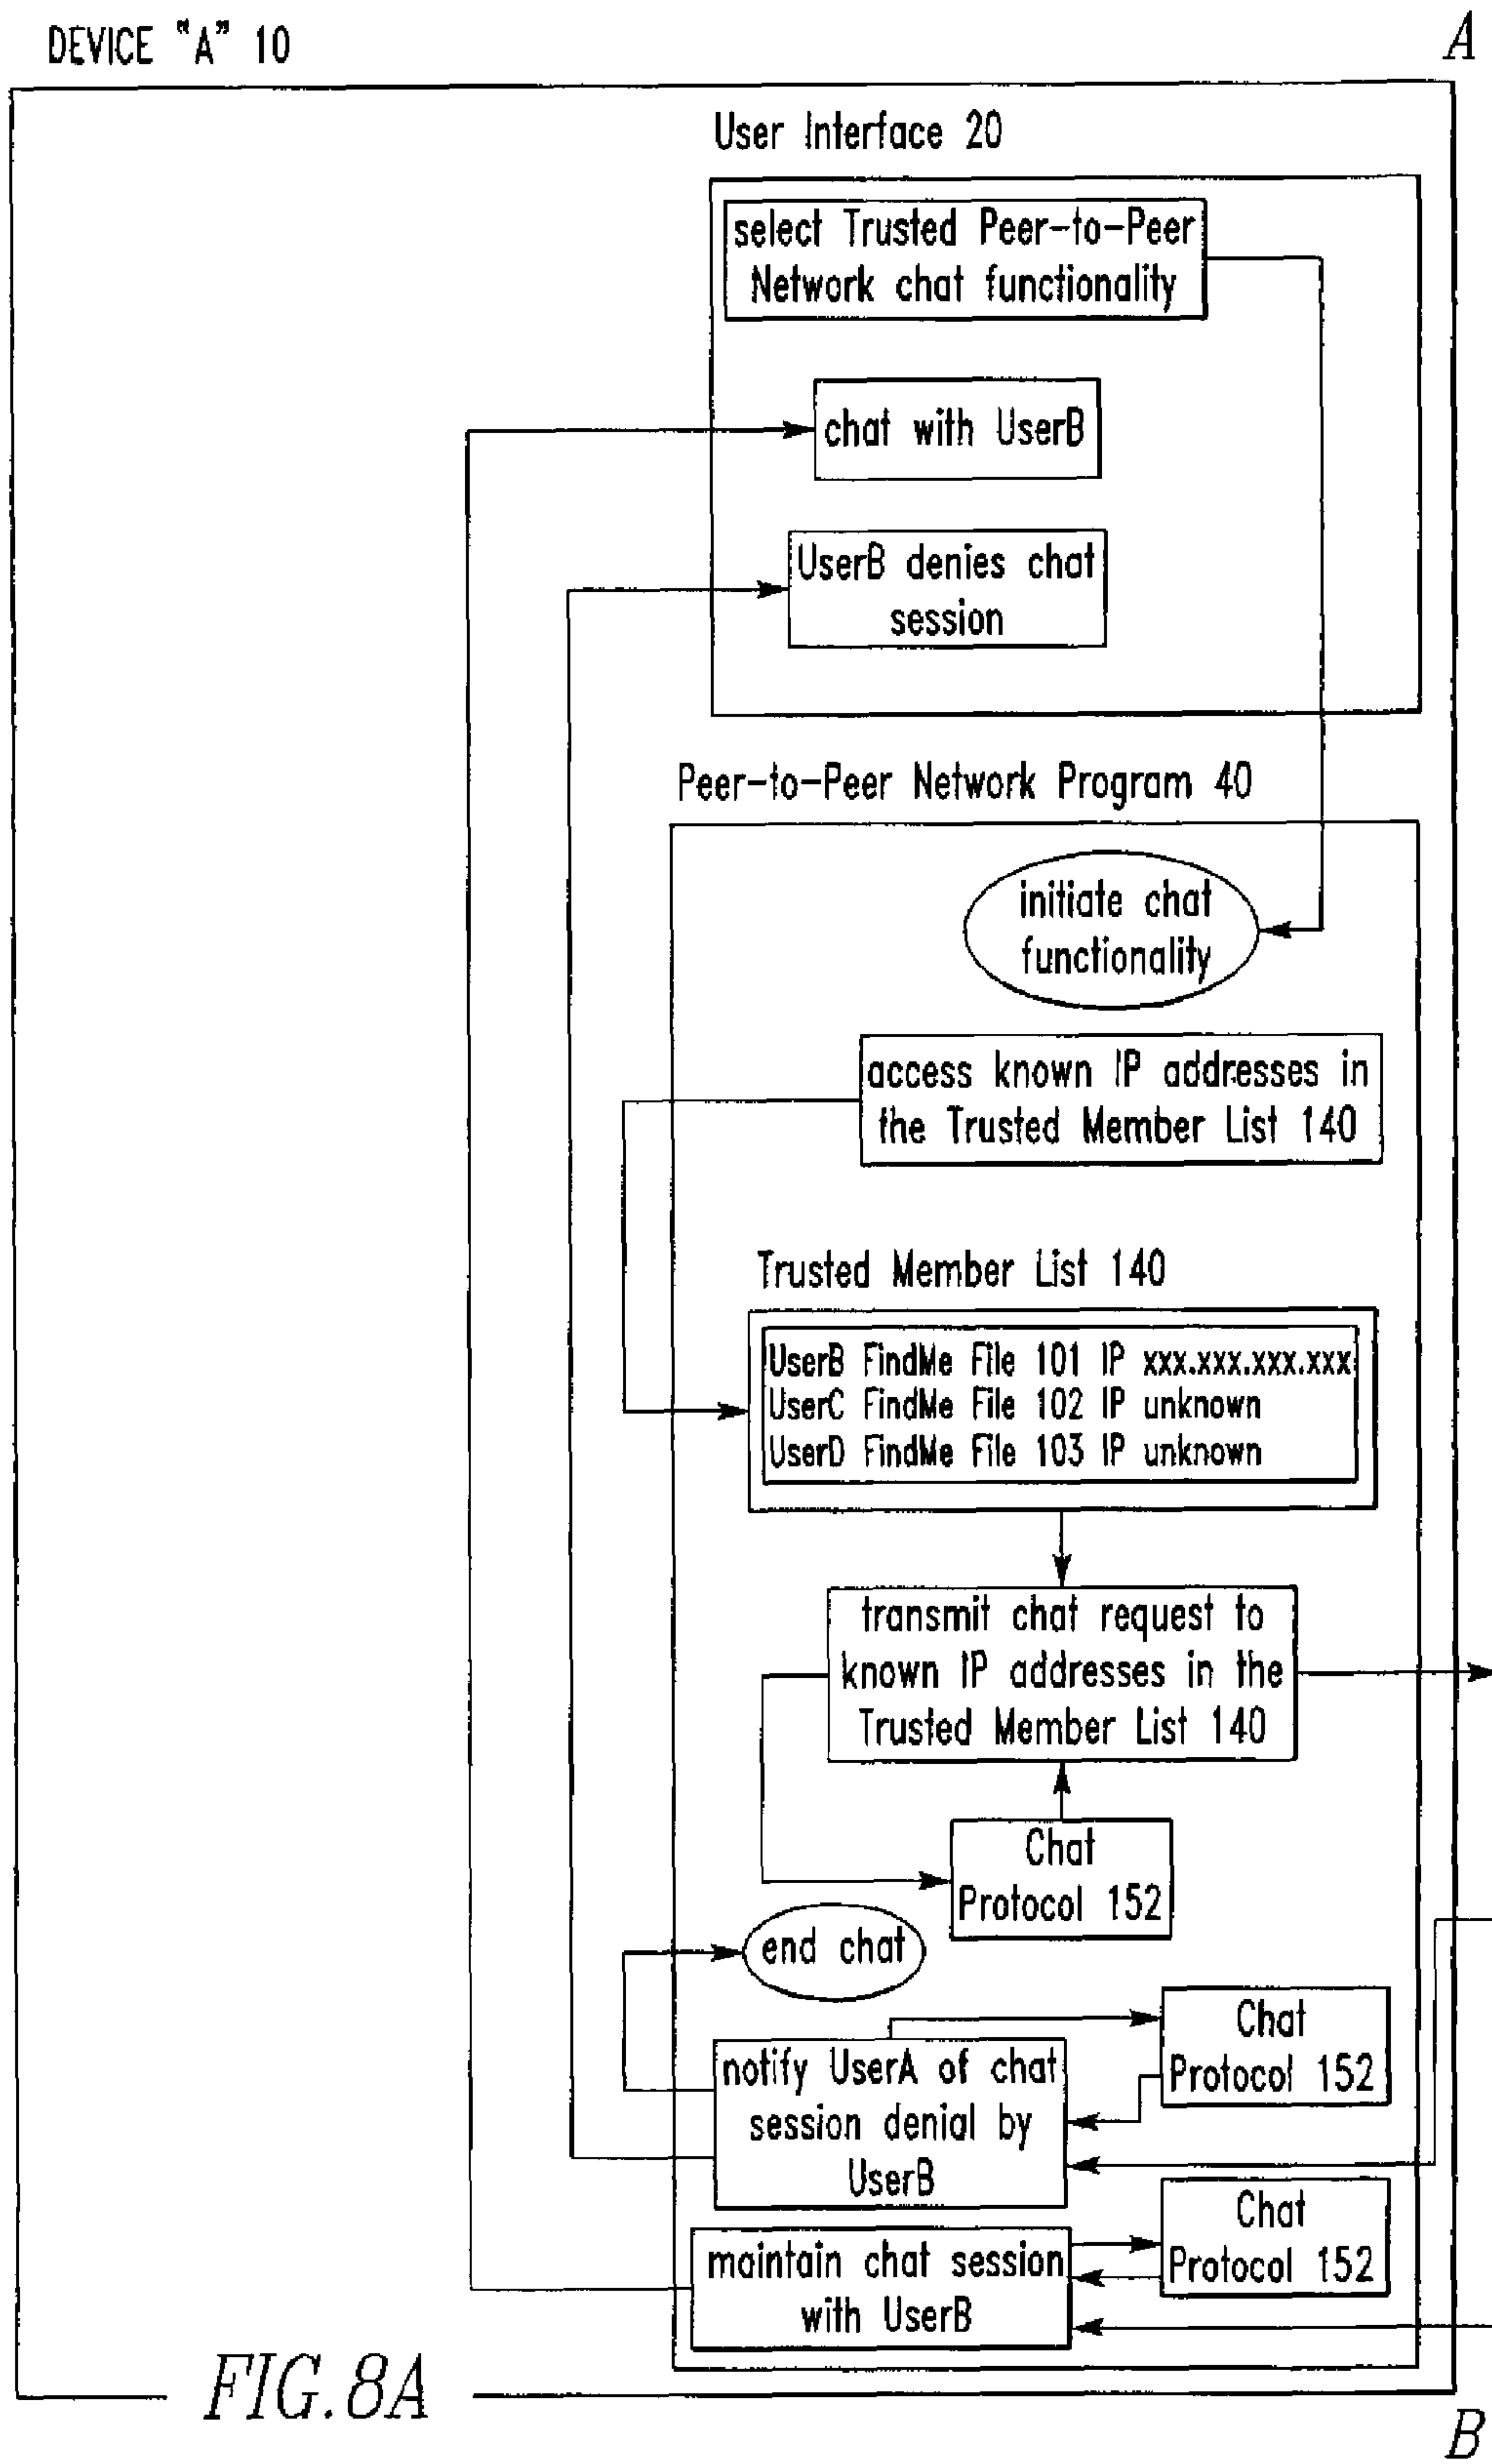 DEVICE "A" 10
A
User Interface 20
select Trusted Peer-to-Peer
Network chat functionality
chat with UserB
UserB denies chat
session
Peer-to-Peer Network Program 40
initiate chat
functionality
access known IP addresses in
the Trusted Member List 140
Trusted Member List 140
UserB FindMe File 101 IP xxx.xxx.xxx.xxx
UserC FindMe File 102 IP unknown
UserD FindMe File 103 IP unknown
transmit chat request to
known IP addresses in the
Trusted Member List 140
Chat
Protocol 152
end chat
Chat
Protocol 152
notify UserA of chat
session denial by
UserB
Chat
Protocol 152
maintain chat session
with UserB
FIG.8A
B